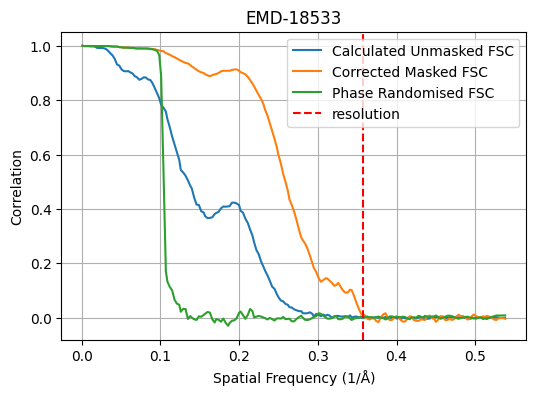 EMD-18533
Calculated Unmasked FSC
Corrected Masked FSC
Phase Randomised FSC
resolution
Correlation
1.0
0.8
0.6
0.4
0.2
0.0
0.0 0.1 0.2 0.3 0.4 0.5
Spatial Frequency (1/Å)